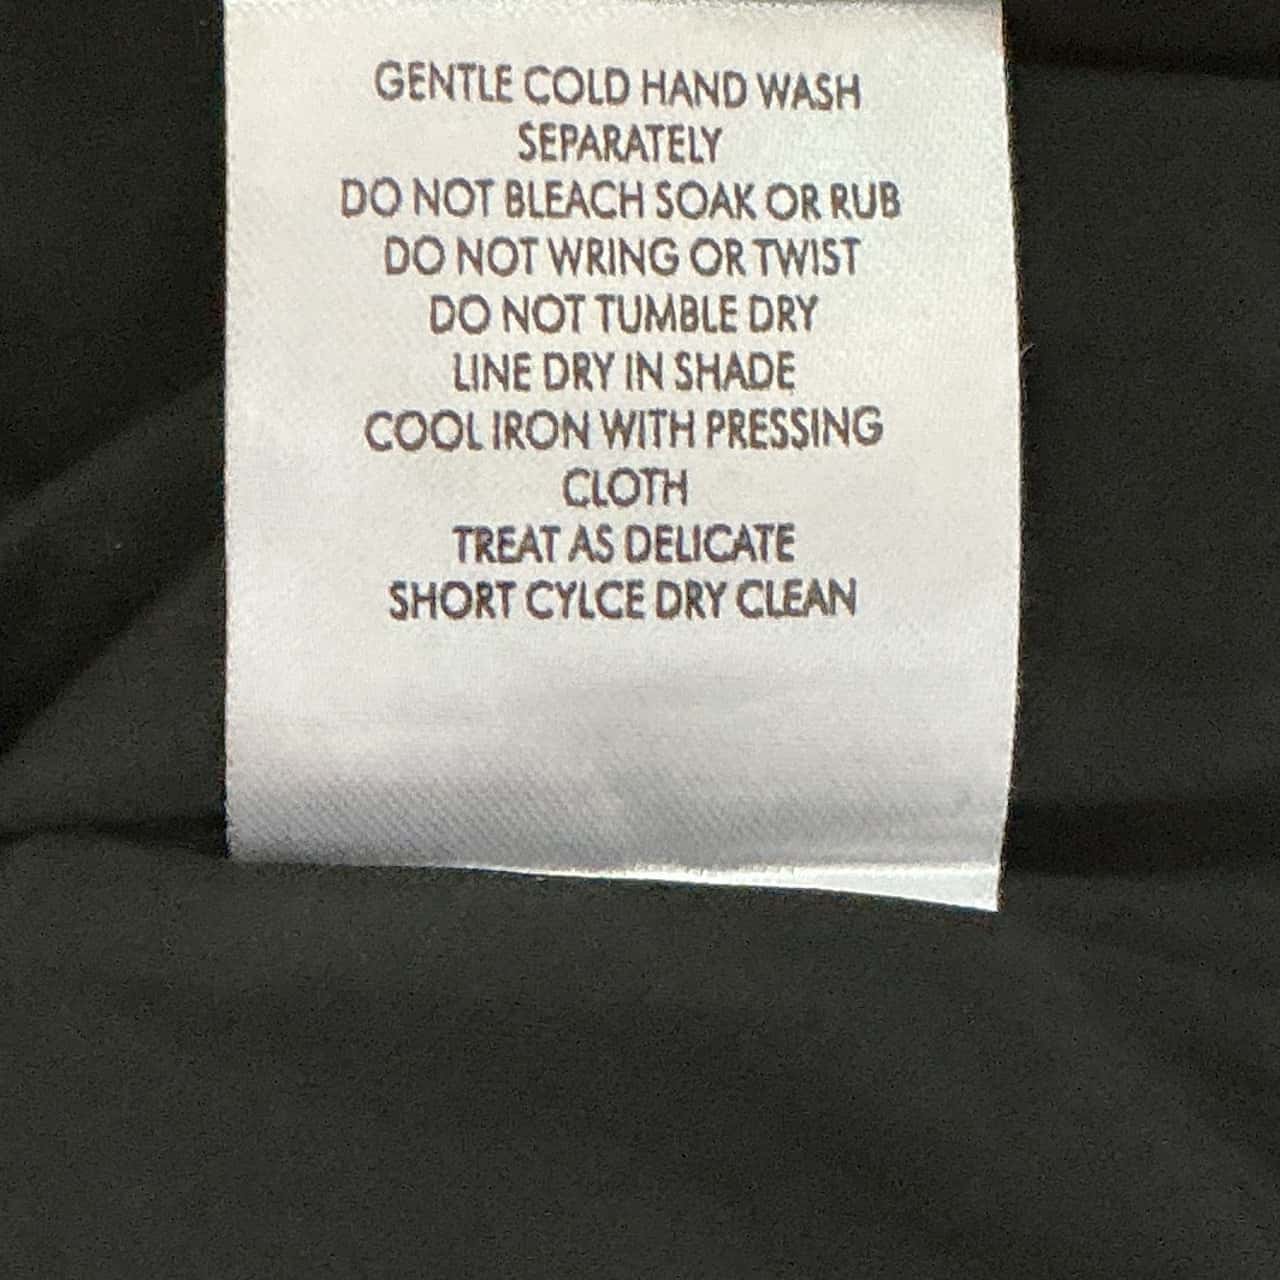 GENTLE COLD HAND WASH
SEPARATELY
DO NOT BLEACH SOAK OR RUB
DO NOT WRING OR TWIST
DO NOT TUMBLE DRY
LINE DRY IN SHADE
COOL IRON WITH PRESSING
CLOTH
TREAT AS DELICATE
SHORT CYLCE DRY CLEAN